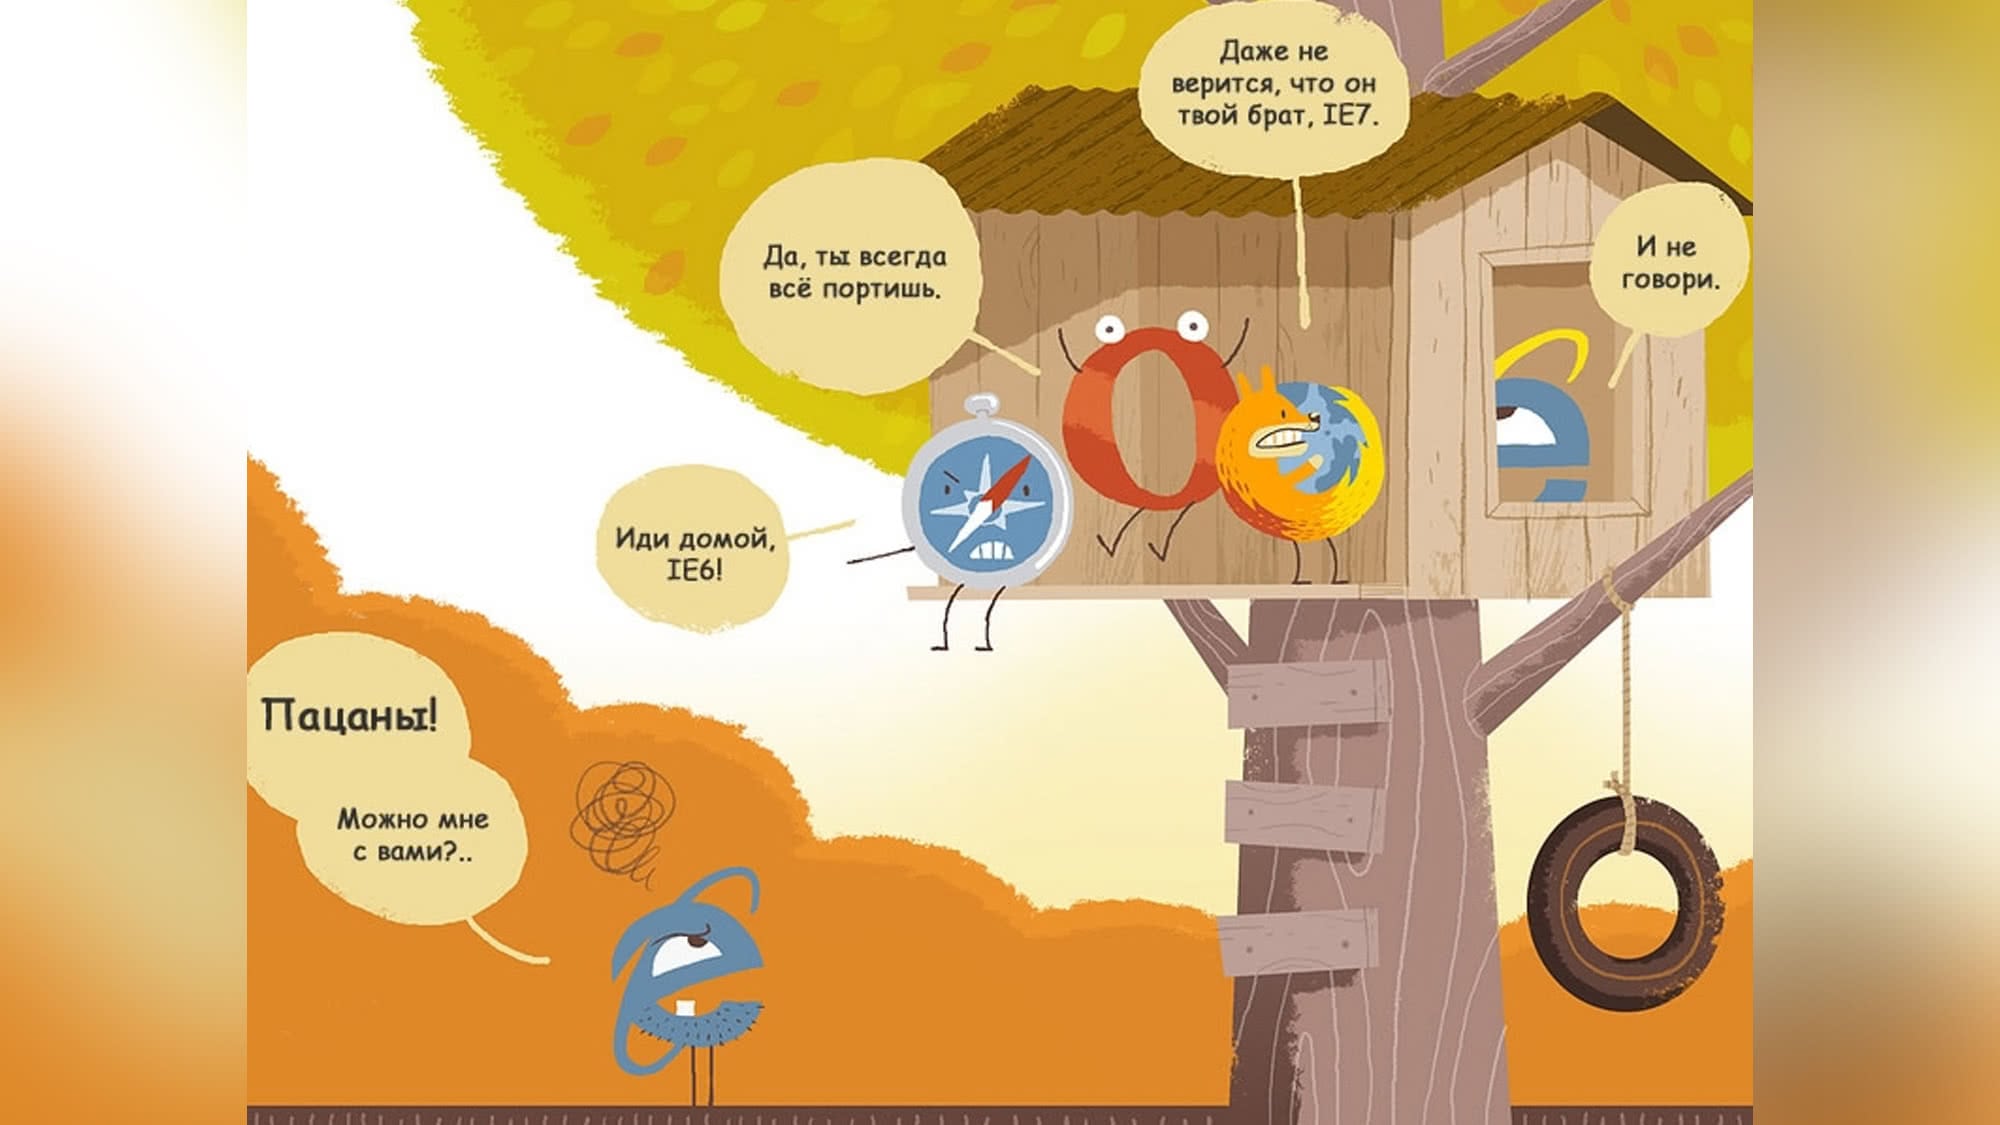 Пацаны!
Можно мне
с вами?..
Иди домой,
IE6!
Да, ты всегда
всё портишь.
Даже не
верится, что он
твой брат, IE7.
И не
говори.